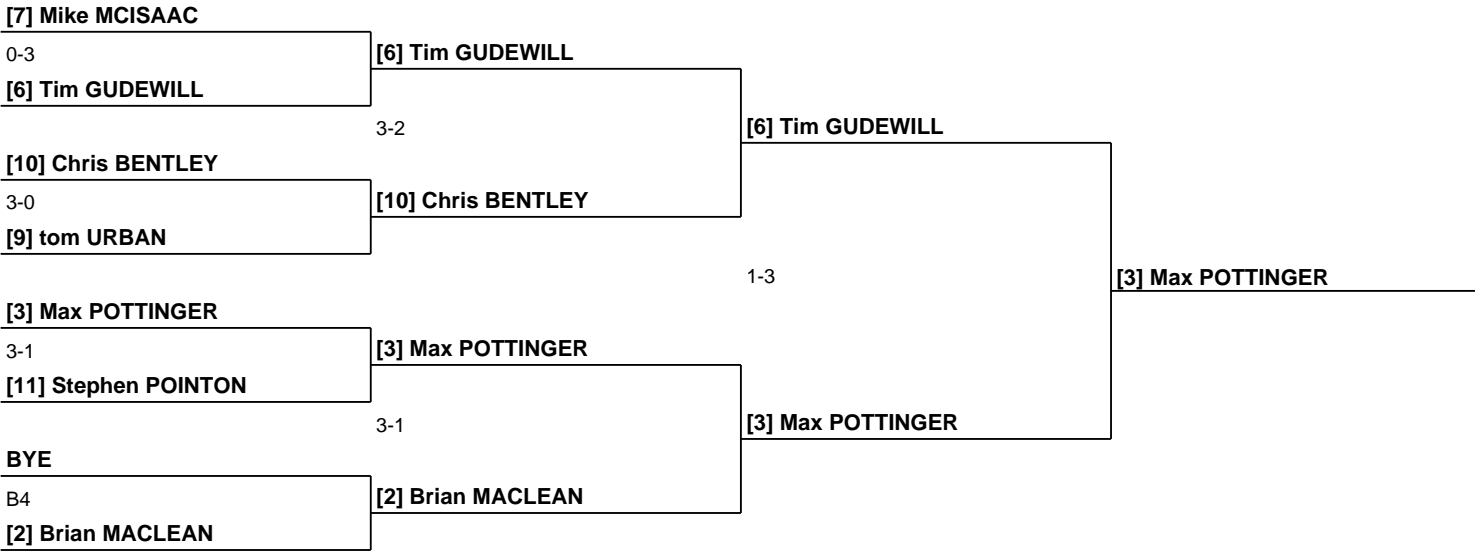 [7] Mike MCISAAC
0-3
[6] Tim GUDEWILL
[6] Tim GUDEWILL
3-2
[6] Tim GUDEWILL
[10] Chris BENTLEY
3-0
[10] Chris BENTLEY
[9] tom URBAN
1-3
[3] Max POTTINGER
[3] Max POTTINGER
3-1
[3] Max POTTINGER
[11] Stephen POINTON
3-1
[3] Max POTTINGER
BYE
B4
[2] Brian MACLEAN
[2] Brian MACLEAN